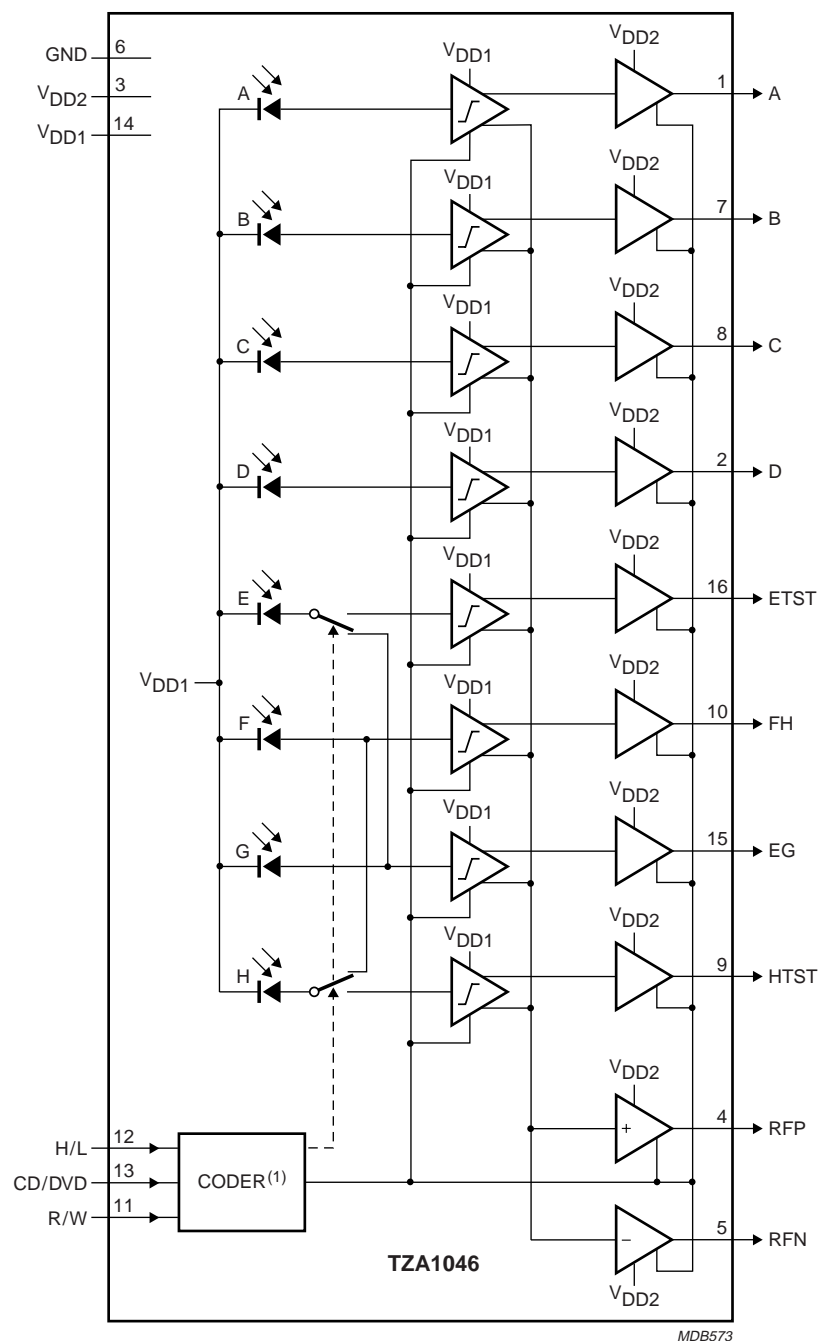 GND 6
VDD2 3
VDD1 14
A VDD1 VDD2 1 A
B VDD1 VDD2 7 B
C VDD1 VDD2 8 C
D VDD1 VDD2 2 D
E VDD1 VDD2 16 ETST
VDD1
F VDD1 VDD2 10 FH
G VDD1 VDD2 15 EG
H VDD1 VDD2 9 HTST
VDD2
+ 4 RFP
H/L 12
CD/DVD 13
R/W 11
CODER(1)
− 5 RFN
VDD2
TZA1046
MDB573